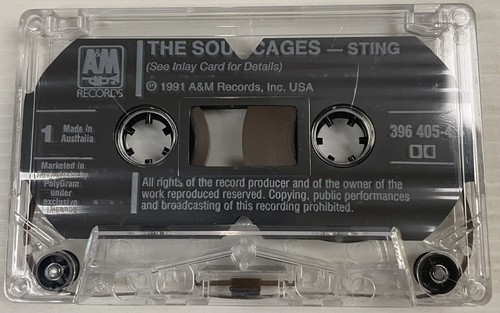 A&M
RECORDS
THE SOUL CAGES — STING
(See Inlay Card for Details)
℗ 1991 A&M Records, Inc. USA
1 Made in
Australia
396 405-4
Marketed in
by
PolyGram
under
exclusive
All rights of the record producer and of the owner of the
work reproduced reserved. Copying, public performances
and broadcasting of this recording prohibited.